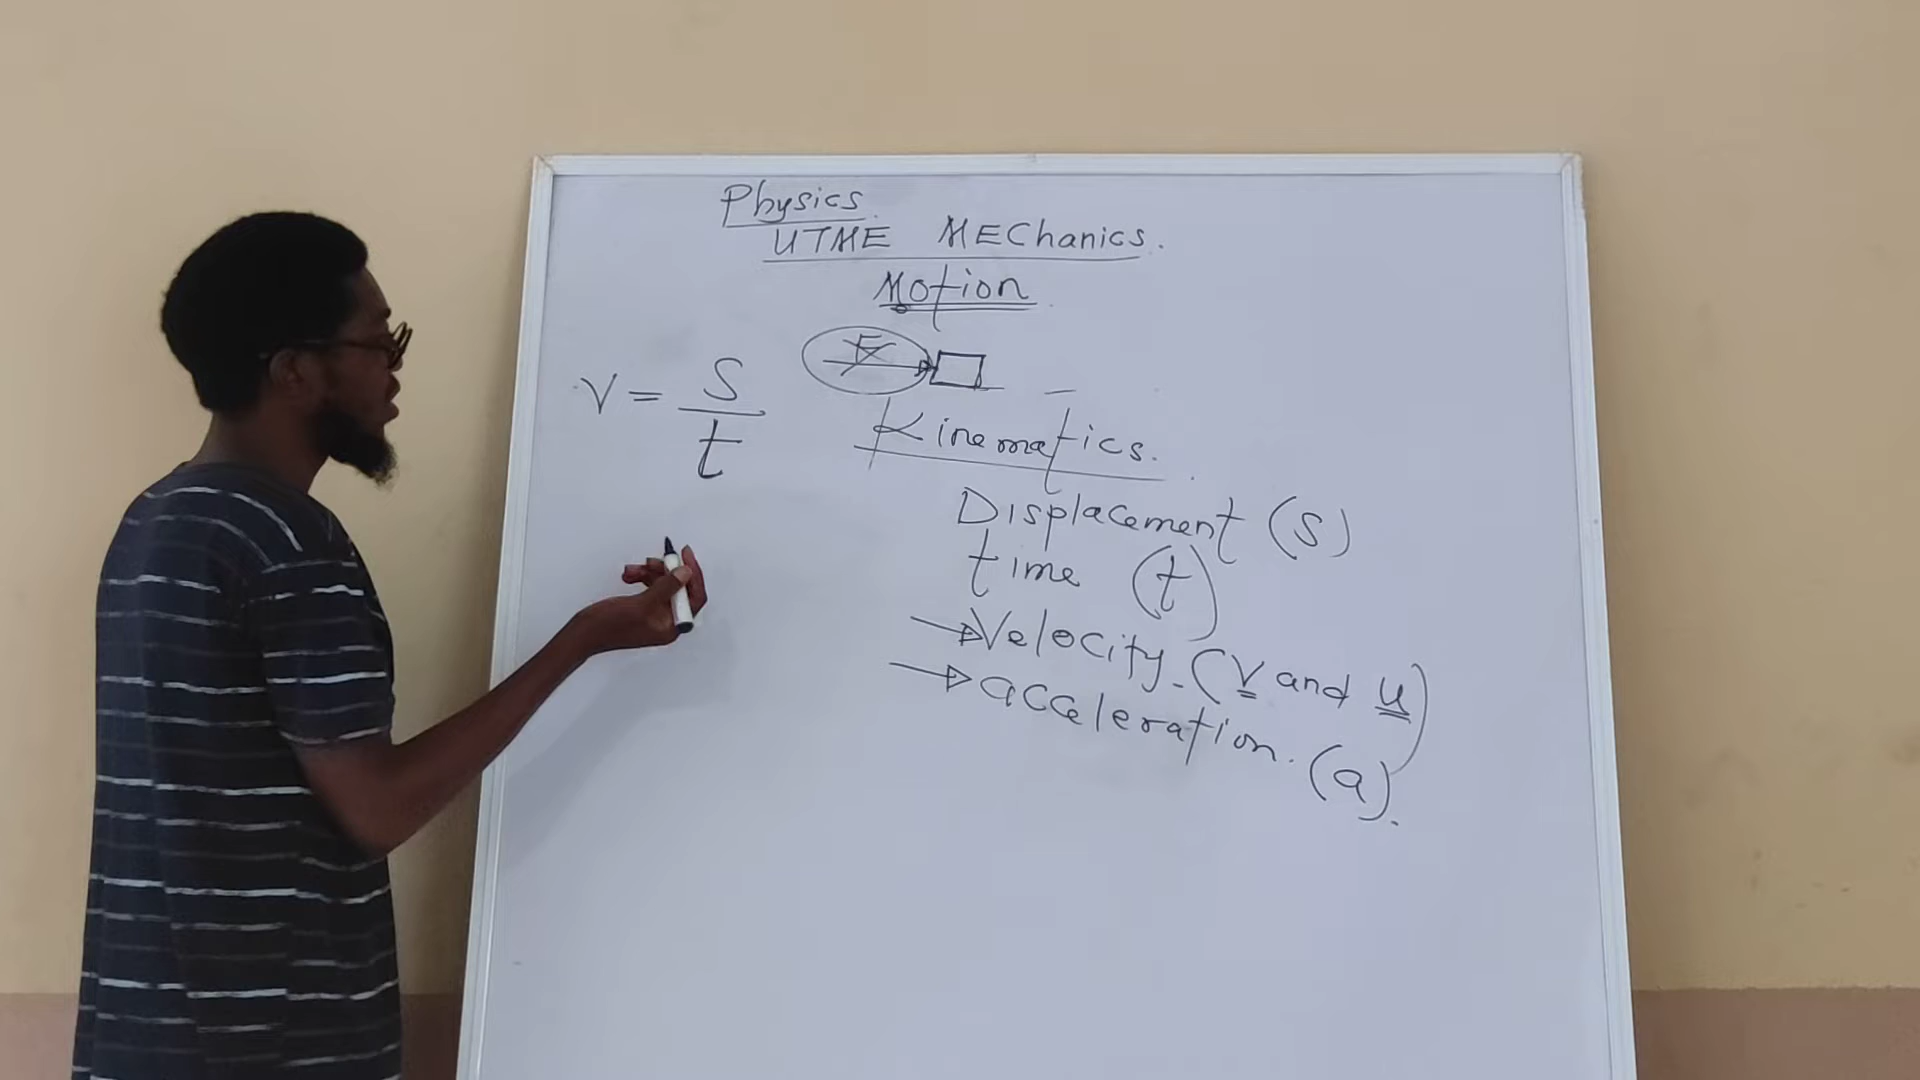 Physics.
UTME MEChanics.
Motion
F
V = S
t
Kinematics.
Displacement (S)
time (t)
Velocity. (V and u)
acceleration. (a).